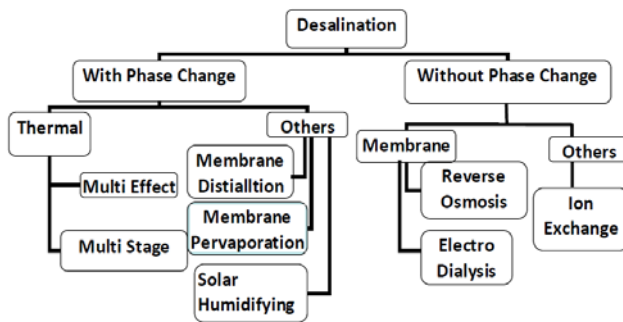 Desalination
With Phase Change
Without Phase Change
Thermal
Others
Membrane
Others
Membrane
Distialltion
Reverse
Osmosis
Multi Effect
Ion
Exchange
Membrane
Pervaporation
Multi Stage
Electro
Dialysis
Solar
Humidifying